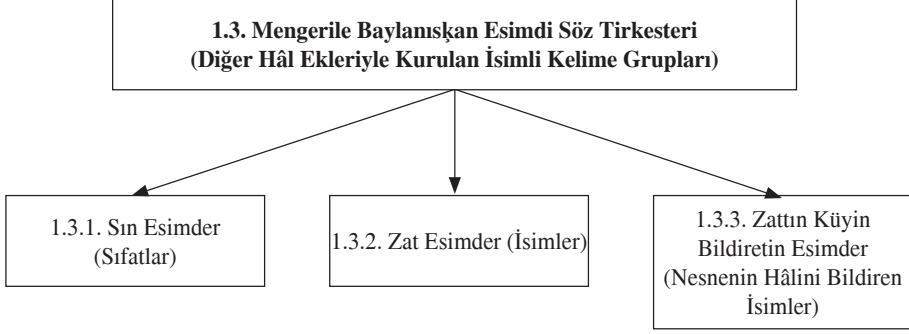 1.3. Mengerile Baylanısķan Esimdi Söz Tirkesteri
(Diğer Hâl Ekleriyle Kurulan İsimli Kelime Grupları)
1.3.1. Sın Esimder
(Sıfatlar)
1.3.2. Zat Esimder (İsimler)
1.3.3. Zattın Küyin
Bildiretin Esimder
(Nesnenin Hâlini Bildiren
İsimler)